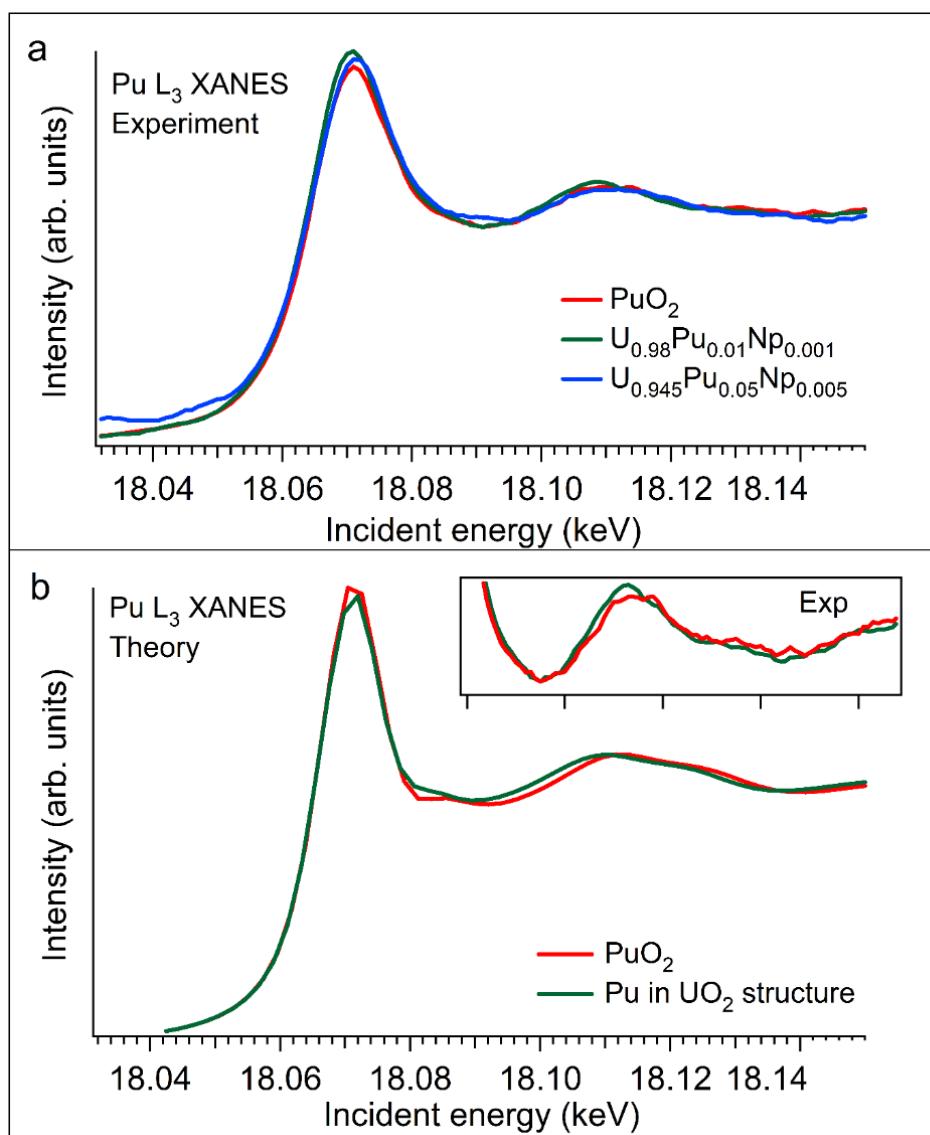 a
Pu L₃ XANES
Experiment
Intensity (arb. units)
PuO₂
U₀.₉₈Pu₀.₀₁Np₀.₀₀₁
U₀.₉₄₅Pu₀.₀₅Np₀.₀₀₅
18.04 18.06 18.08 18.10 18.12 18.14
Incident energy (keV)
b
Pu L₃ XANES
Theory
Exp
Intensity (arb. units)
PuO₂
Pu in UO₂ structure
18.04 18.06 18.08 18.10 18.12 18.14
Incident energy (keV)